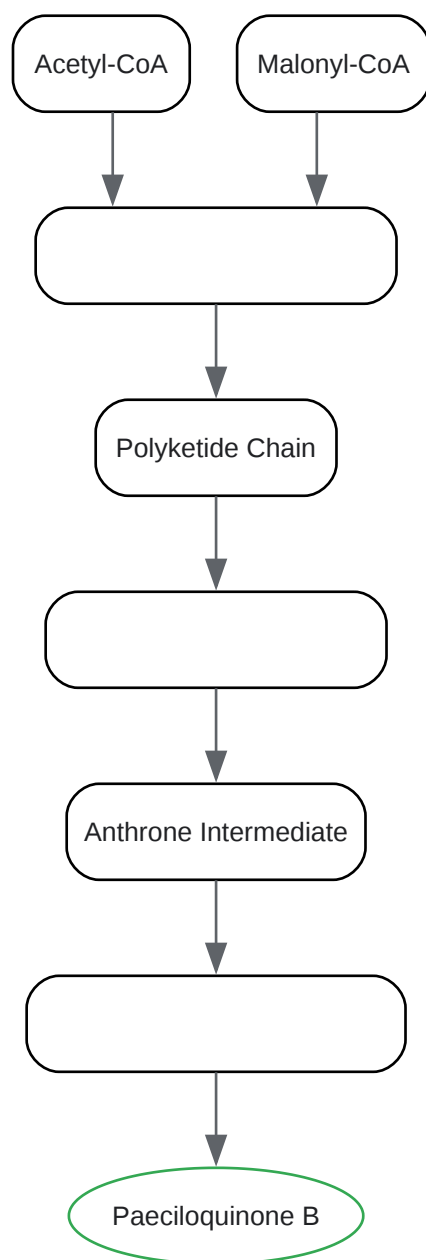 Acetyl-CoA
Malonyl-CoA
Polyketide Chain
Anthrone Intermediate
Paeciloquinone B